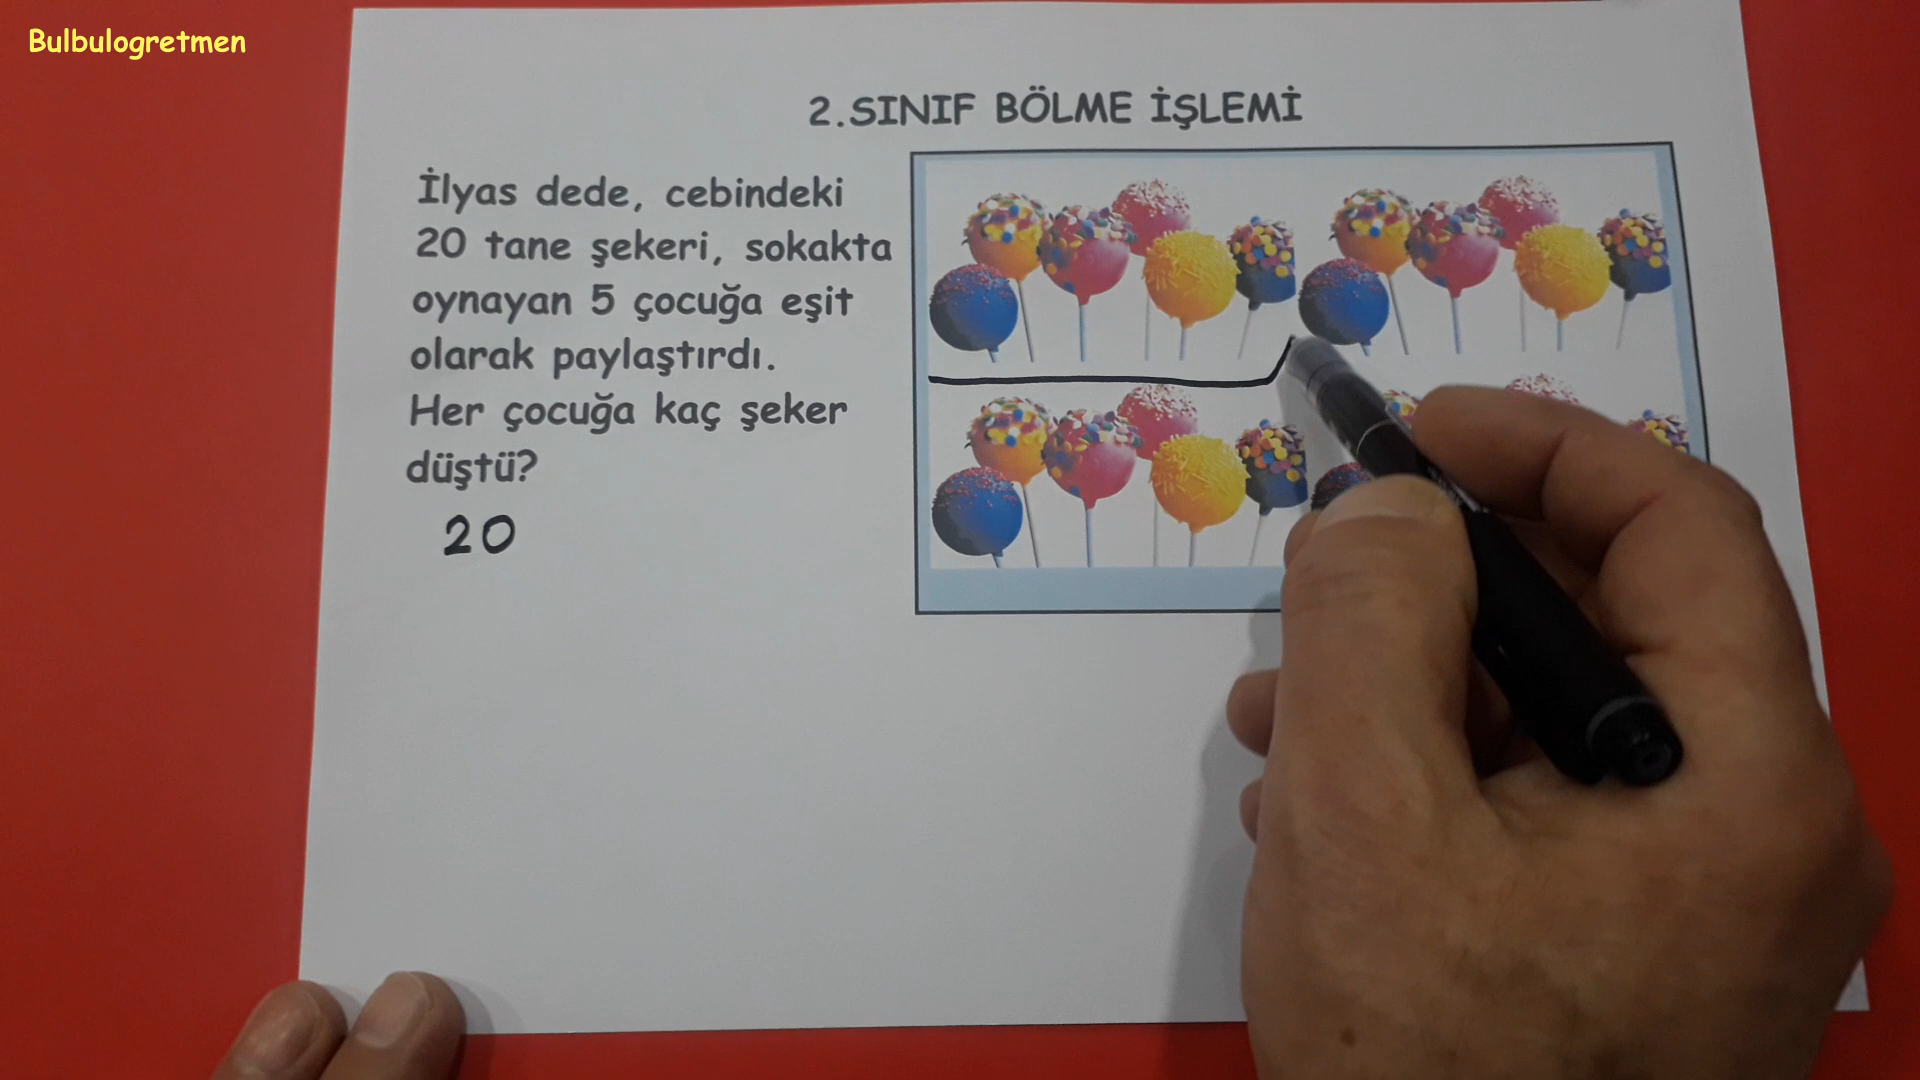 Bulbulogretmen
2.SINIF BÖLME İŞLEMİ
İlyas dede, cebindeki
20 tane şekeri, sokakta
oynayan 5 çocuğa eşit
olarak paylaştırdı.
Her çocuğa kaç şeker
düştü?
20